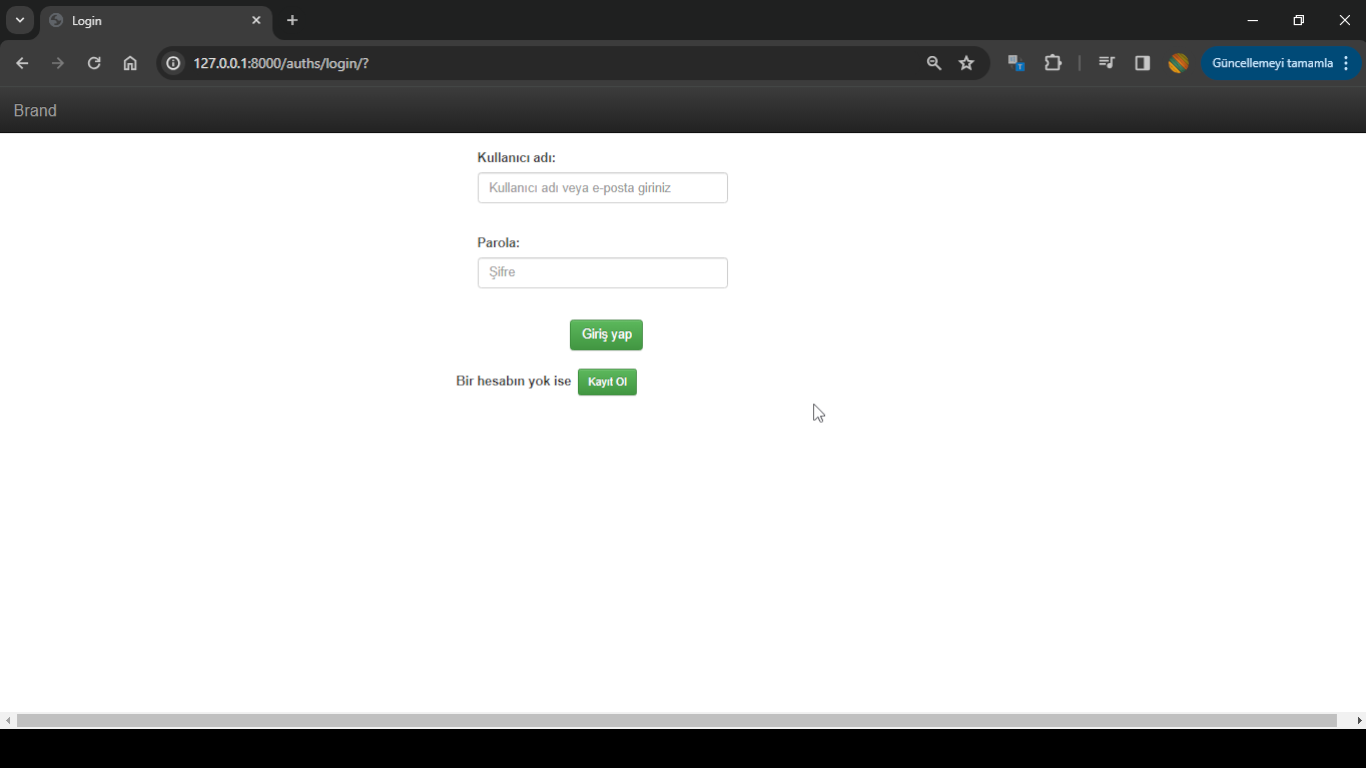 Login
127.0.0.1:8000/auths/login/?
Güncellemeyi tamamla
Brand
Kullanıcı adı:
Kullanıcı adı veya e-posta giriniz
Parola:
Şifre
Giriş yap
Bir hesabın yok ise Kayıt Ol